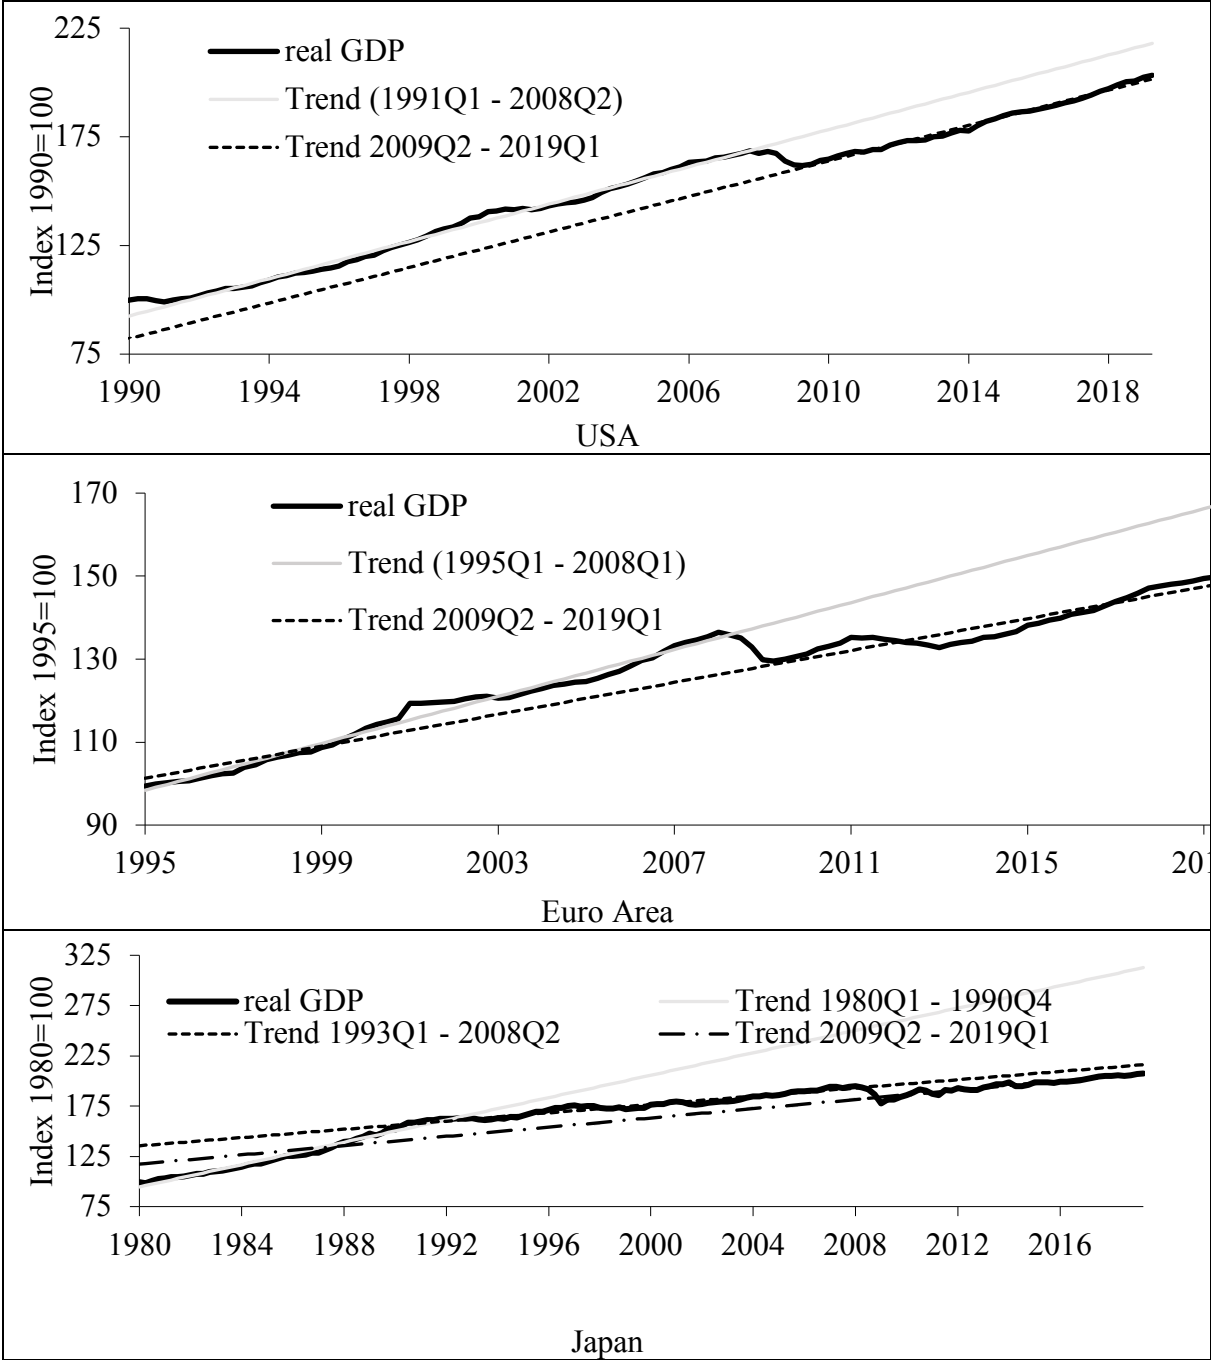 225
175
125
75
Index 1990=100
real GDP
Trend (1991Q1 - 2008Q2)
Trend 2009Q2 - 2019Q1
1990 1994 1998 2002 2006 2010 2014 2018
USA
170
150
130
110
90
Index 1995=100
real GDP
Trend (1995Q1 - 2008Q1)
Trend 2009Q2 - 2019Q1
1995 1999 2003 2007 2011 2015 201
Euro Area
325
275
225
175
125
75
Index 1980=100
real GDP Trend 1980Q1 - 1990Q4
Trend 1993Q1 - 2008Q2 Trend 2009Q2 - 2019Q1
1980 1984 1988 1992 1996 2000 2004 2008 2012 2016
Japan